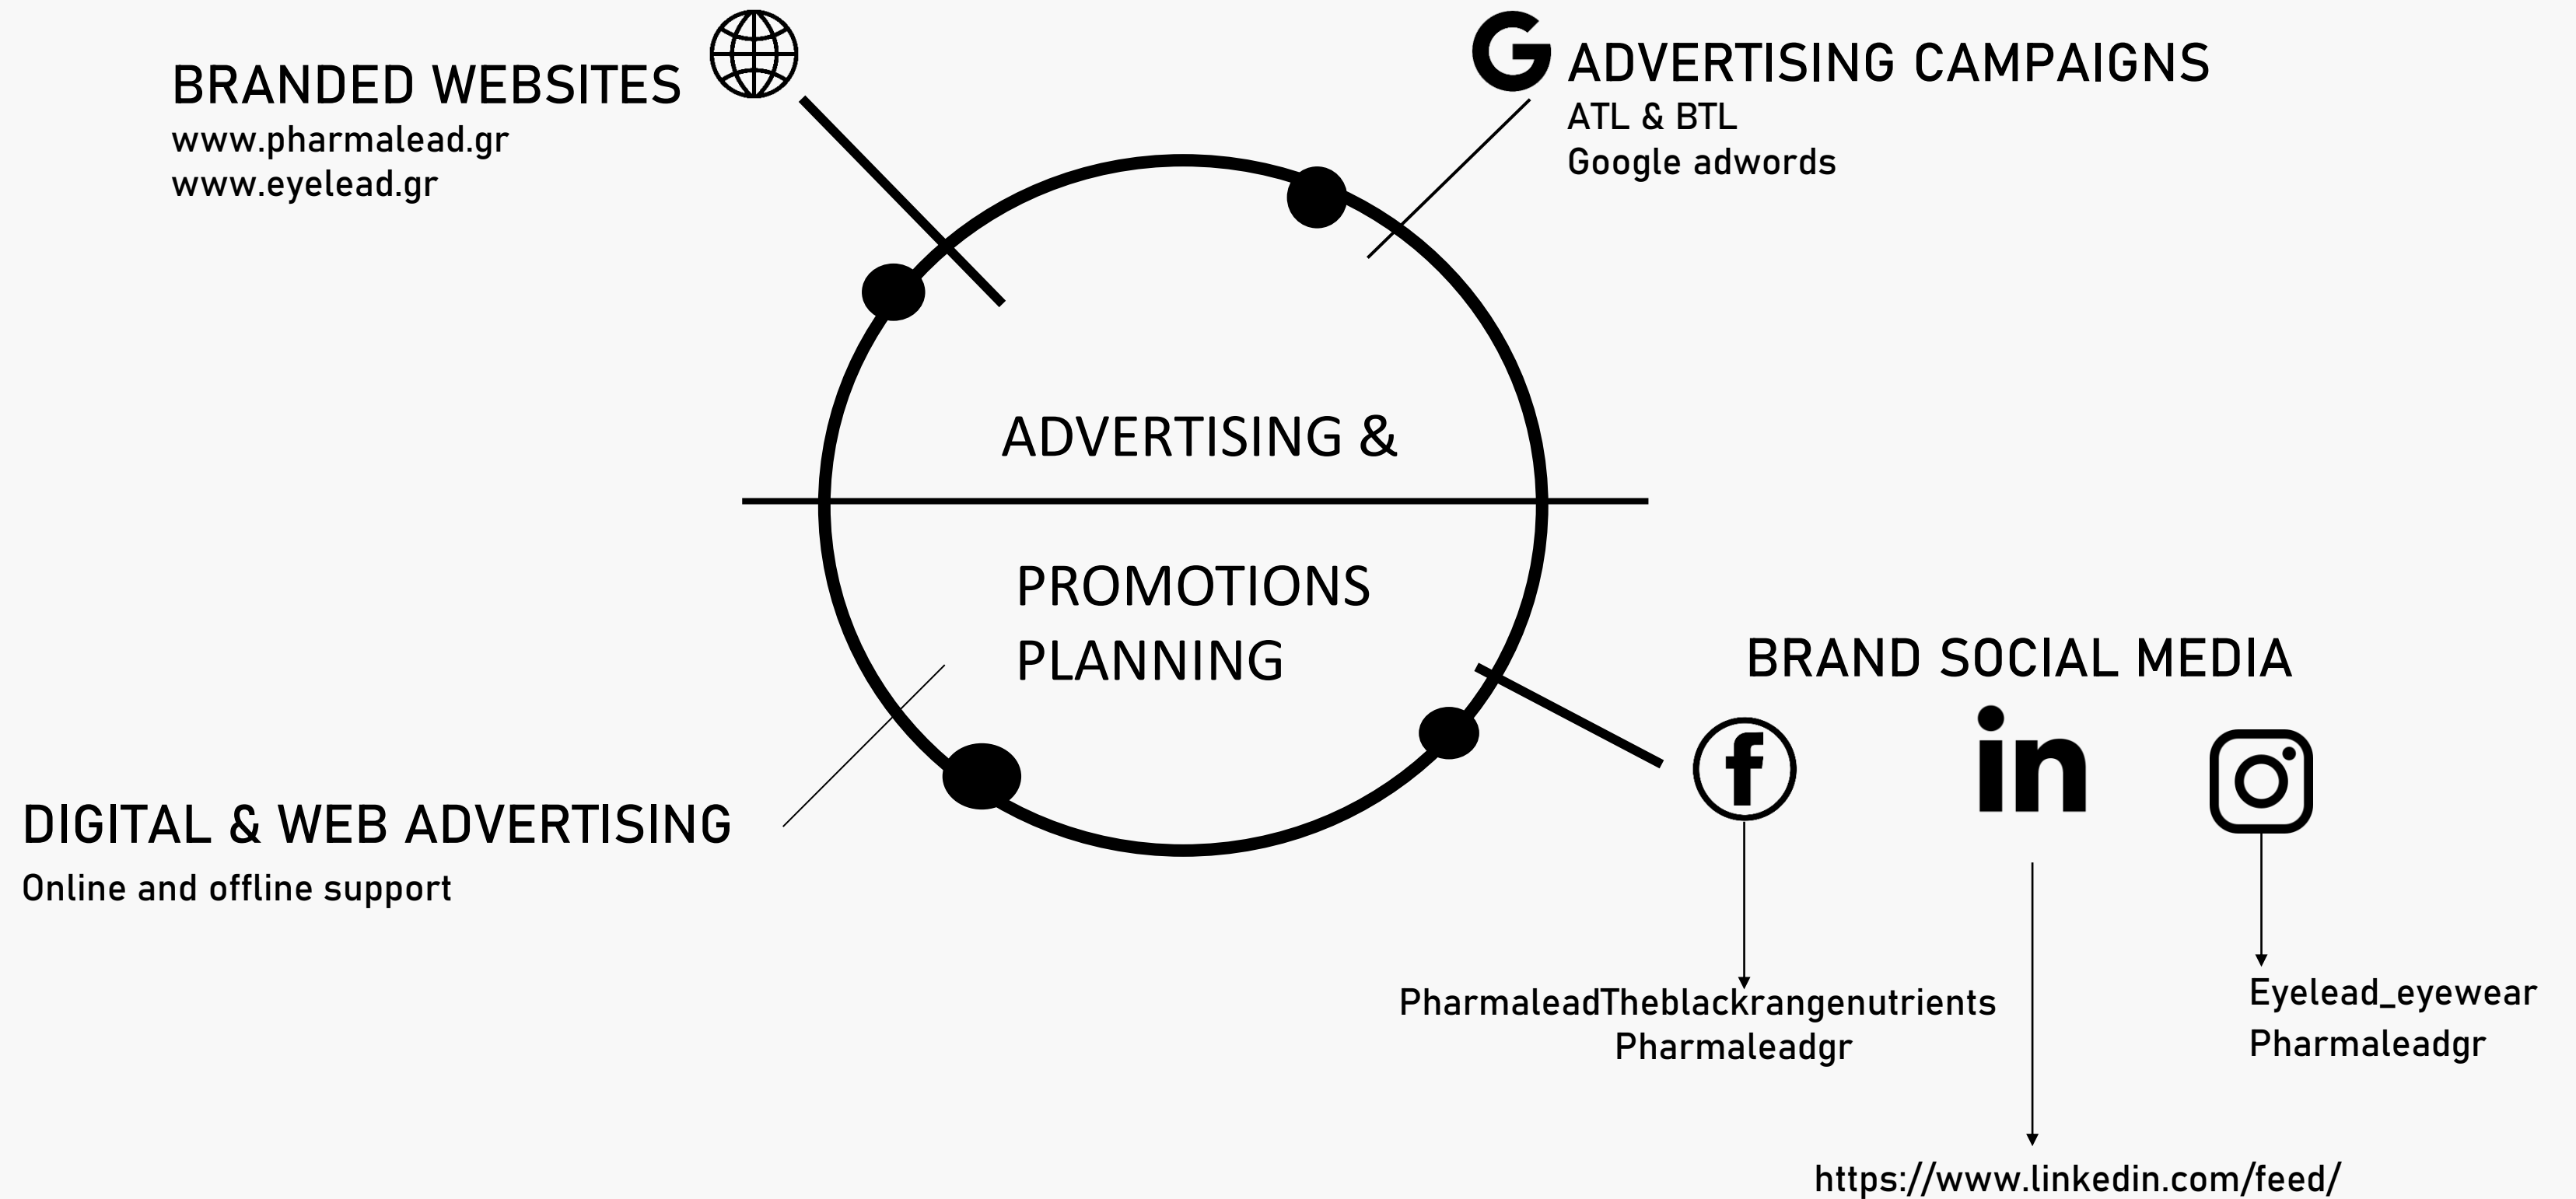 BRANDED WEBSITES
www.pharmalead.gr
www.eyelead.gr
ADVERTISING CAMPAIGNS
ATL & BTL
Google adwords
ADVERTISING &
PROMOTIONS
PLANNING
DIGITAL & WEB ADVERTISING
Online and offline support
BRAND SOCIAL MEDIA
PharmaleadTheblackrangenutrients
Pharmaleadgr
Eyelead_eyewear
Pharmaleadgr
https://www.linkedin.com/feed/